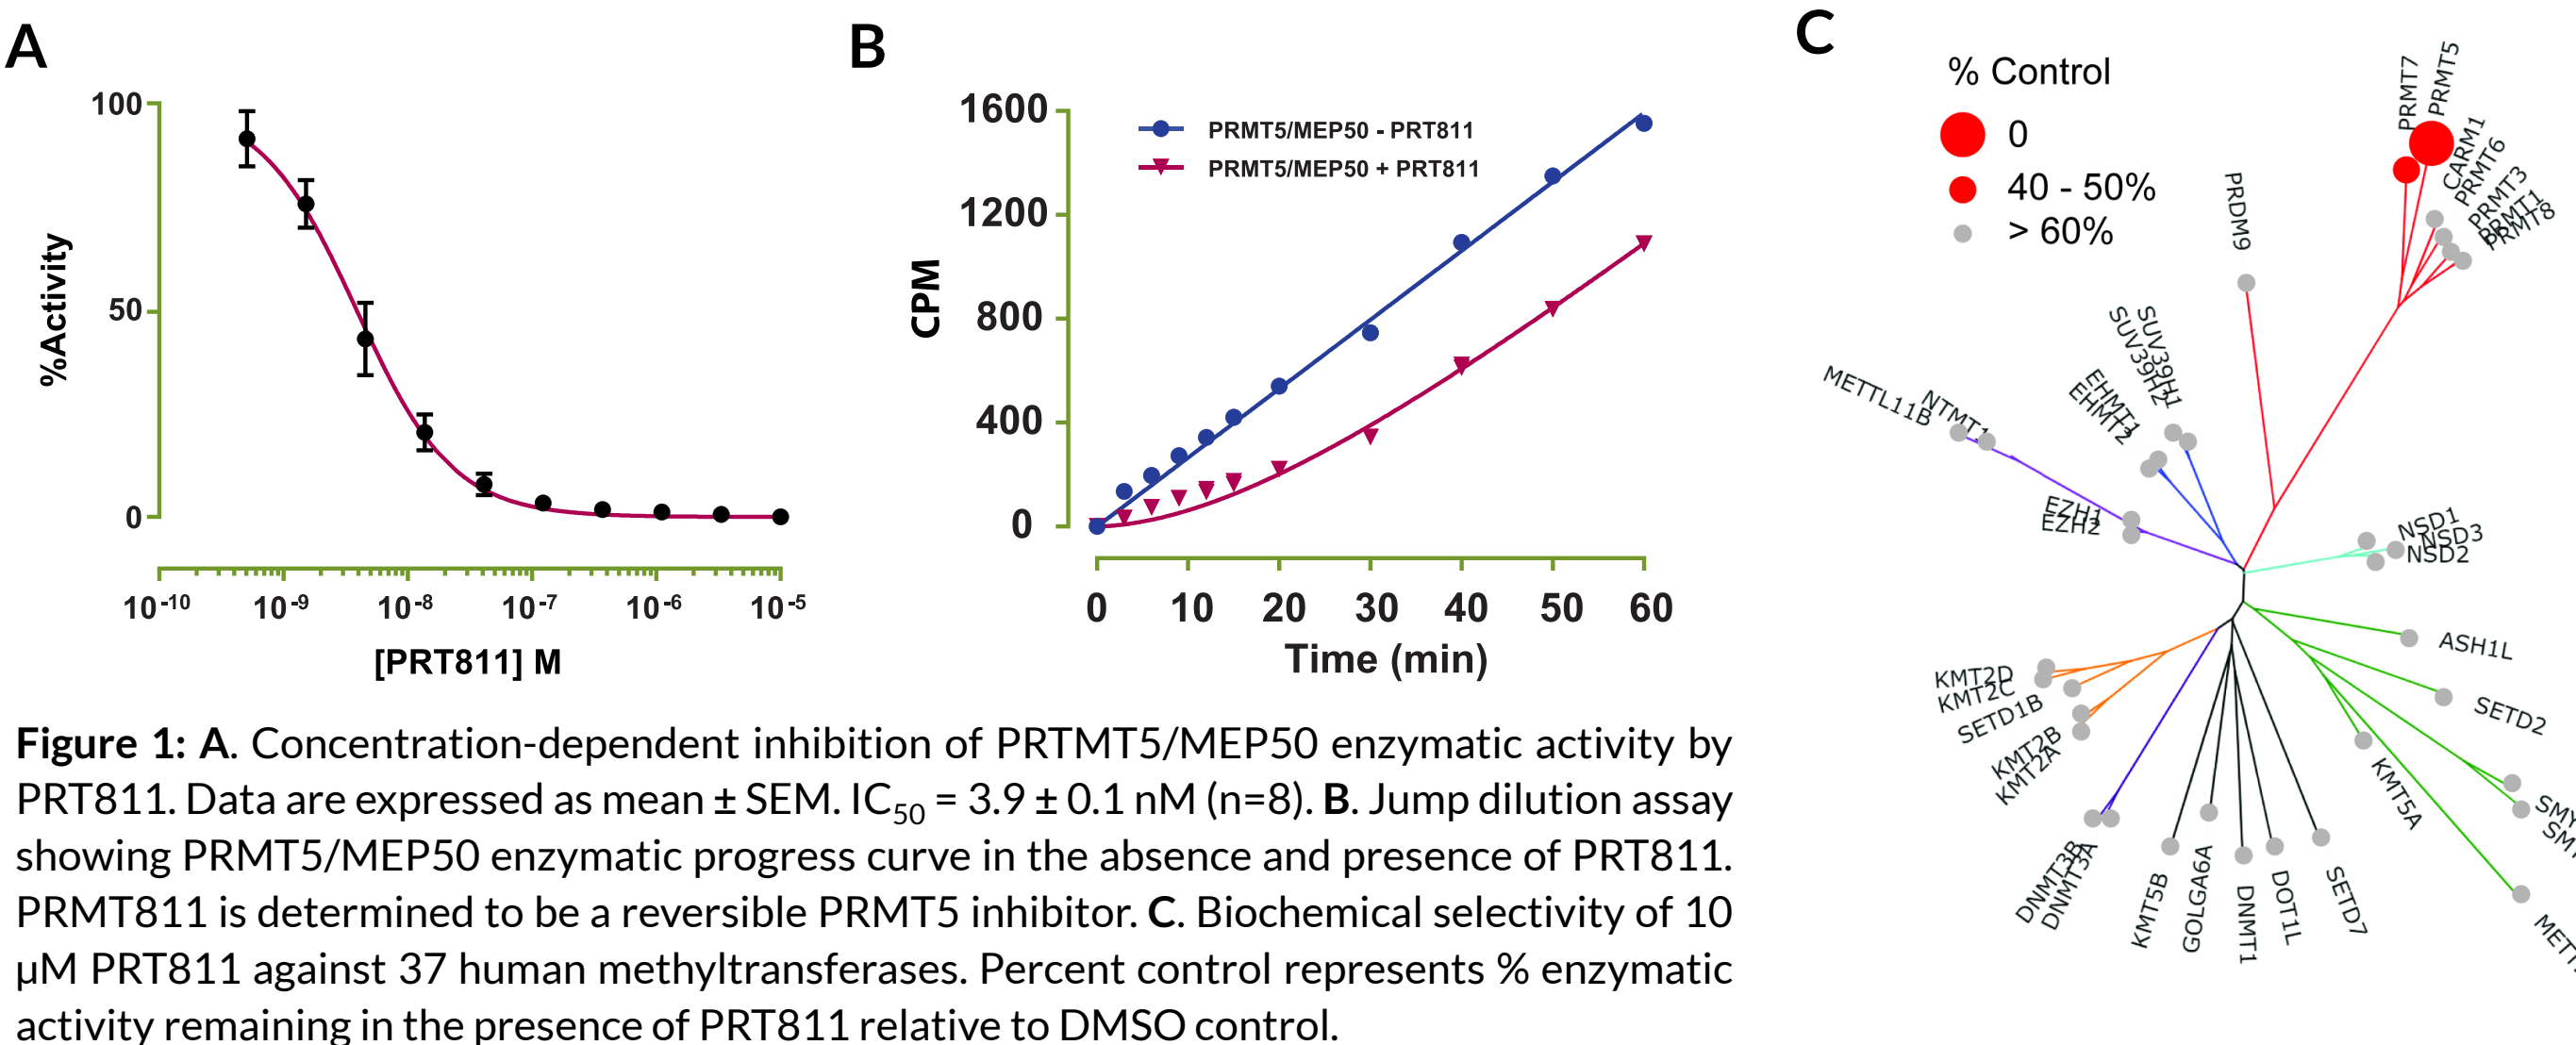 A
100
50
0
%Activity
10-10 10-9 10-8 10-7 10-6 10-5
[PRT811] M
B
1600
1200
800
400
0
CPM
PRMT5/MEP50 - PRT811
PRMT5/MEP50 + PRT811
0 10 20 30 40 50 60
Time (min)
C
% Control
0
40 - 50%
> 60%
PRMT7
PRMT5
CARM1
PRMT6
PRMT3
PRMT1
PRMT8
PRDM9
SUV39H1
SUV39H2
EHMT1
EHMT2
METTL11B
NTMT1
EZH1
EZH2
NSD1
NSD3
NSD2
ASH1L
SETD2
KMT5A
SETD7
DOT1L
DNMT1
GOLGA6A
KMT5B
DNMT3A
DNMT3B
KMT2A
KMT2B
SETD1B
KMT2C
KMT2D
Figure 1: A. Concentration-dependent inhibition of PRTMT5/MEP50 enzymatic activity by
PRT811. Data are expressed as mean ± SEM. IC50 = 3.9 ± 0.1 nM (n=8). B. Jump dilution assay
showing PRMT5/MEP50 enzymatic progress curve in the absence and presence of PRT811.
PRMT811 is determined to be a reversible PRMT5 inhibitor. C. Biochemical selectivity of 10
µM PRT811 against 37 human methyltransferases. Percent control represents % enzymatic
activity remaining in the presence of PRT811 relative to DMSO control.